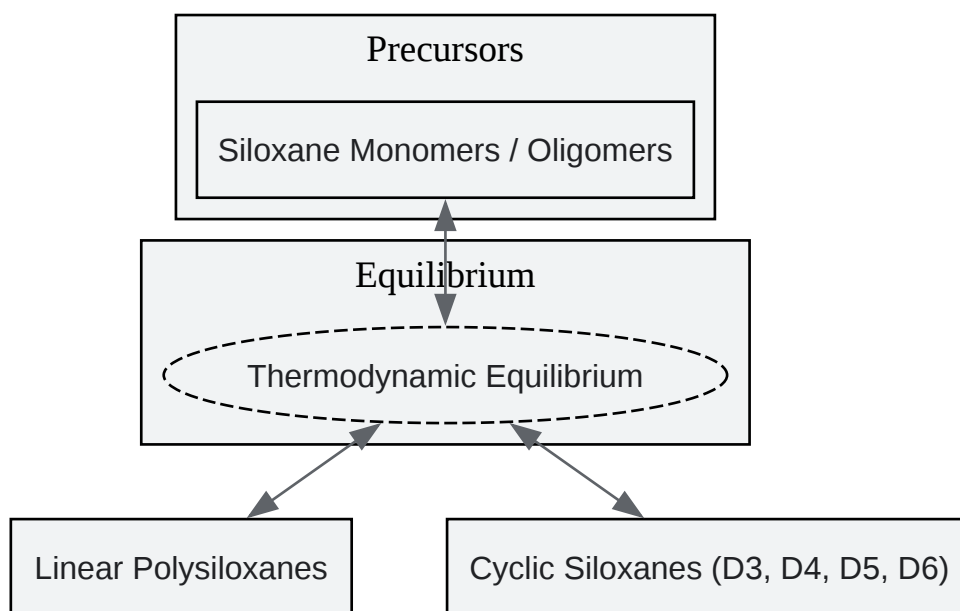 Precursors
Siloxane Monomers / Oligomers
Equilibrium
Thermodynamic Equilibrium
Linear Polysiloxanes
Cyclic Siloxanes (D3, D4, D5, D6)